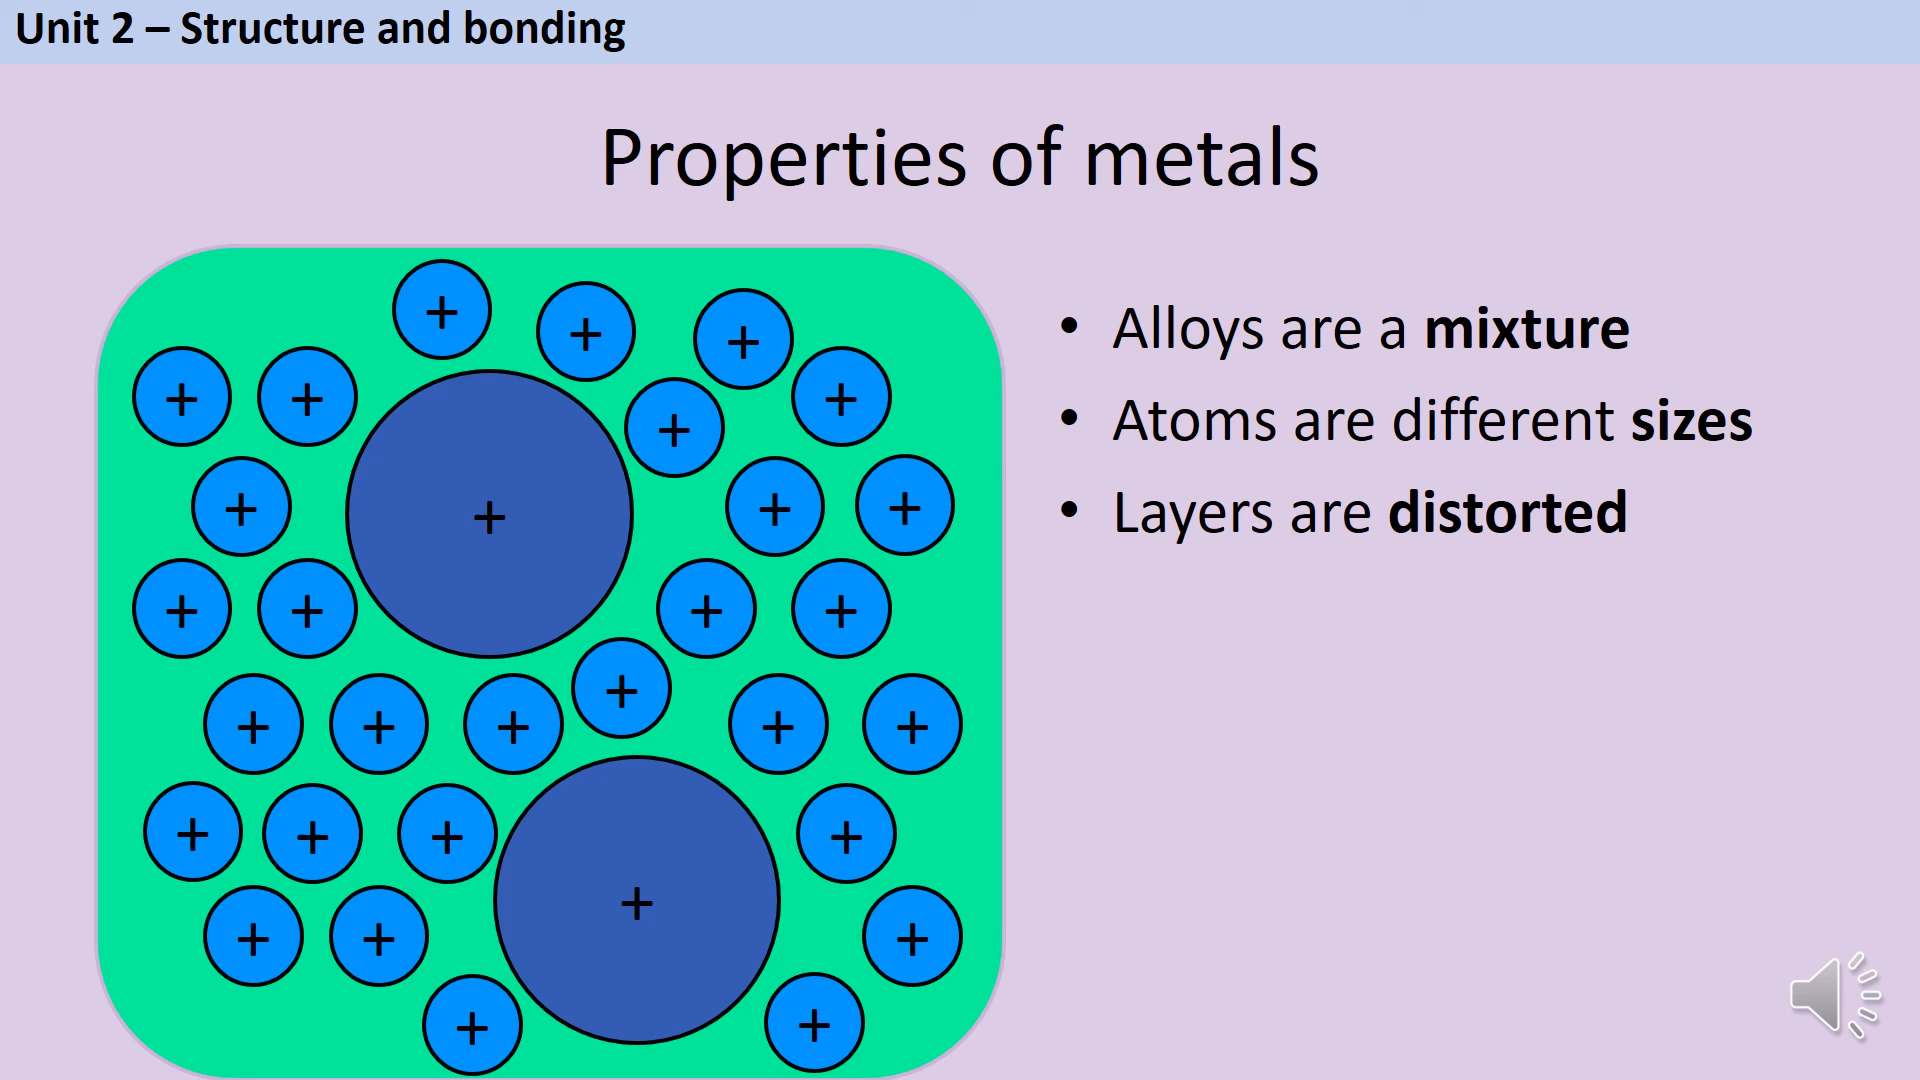 Unit 2 – Structure and bonding
Properties of metals
+ + +
+ + + +
+ + + +
+ + + +
+
+ + + + +
+ + + +
+
+ + +
+ +
• Alloys are a mixture
• Atoms are different sizes
• Layers are distorted